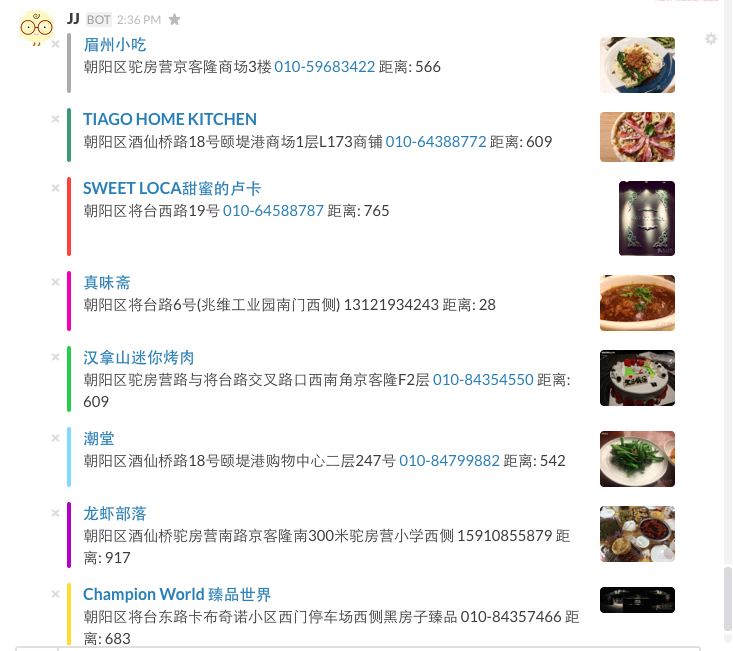 JJ BOT 2:36 PM
眉州小吃
朝阳区驼房营京客隆商场3楼 010-59683422 距离: 566
TIAGO HOME KITCHEN
朝阳区酒仙桥路18号颐堤港商场1层L173商铺 010-64388772 距离: 609
SWEET LOCA甜蜜的卢卡
朝阳区将台西路19号 010-64588787 距离: 765
真味斋
朝阳区将台路6号(兆维工业园南门西侧) 13121934243 距离: 28
汉拿山迷你烤肉
朝阳区驼房营路与将台路交叉路口西南角京客隆F2层 010-84354550 距离:
609
潮堂
朝阳区酒仙桥路18号颐堤港购物中心二层247号 010-84799882 距离: 542
龙虾部落
朝阳区酒仙桥驼房营南路京客隆南300米驼房营小学西侧 15910855879 距
离: 917
Champion World 臻品世界
朝阳区将台东路卡布奇诺小区西门停车场西侧黑房子臻品 010-84357466 距
离: 683